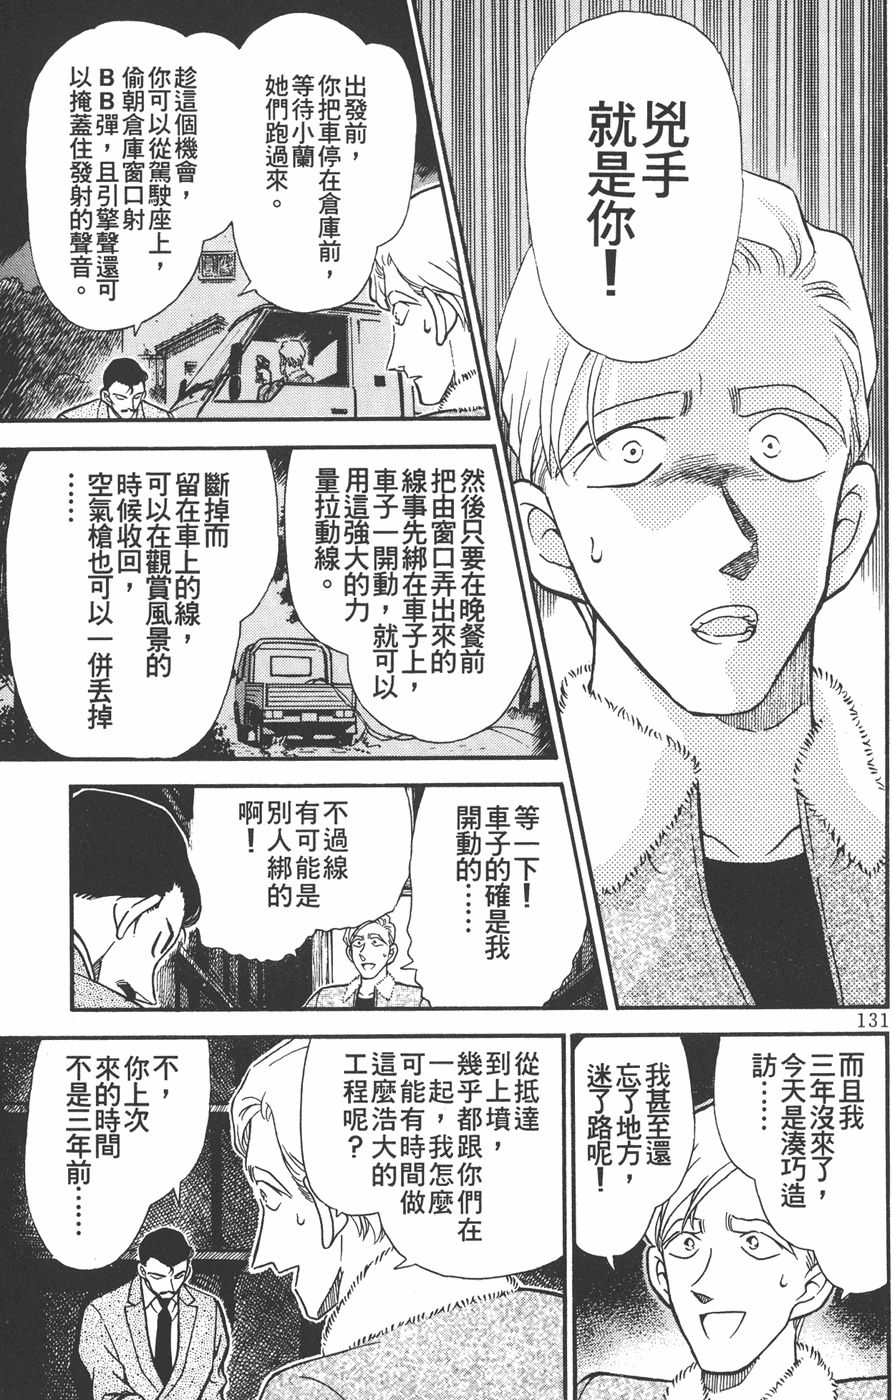 兇手
就是你！
出發前，
你把車停在倉庫前，
等待小蘭
她們跑過來。
趁這個機會，
你可以從駕駛座上，
偷朝倉庫窗口射
BB彈，且引擎聲還可
以掩蓋住發射的聲音。
然後只要在晚餐前
把由窗口弄出來的
線事先綁在車子上，
車子一開動，就可以
用這強大的力
量拉動線。
斷掉而
留在車上的線，
可以在觀賞風景的
時候收回，
空氣槍也可以一併丟掉
……
等一下！
車子的確是我
開動的……
不過線
有可能是
別人綁的
啊！
131
而且我
三年沒來了，
今天是湊巧造
訪……
我甚至還
忘了地方，
迷了路呢！
從抵達
到上墳，
幾乎都跟你們在
一起，我怎麼
可能有時間做
這麼浩大的
工程呢？
不，
你上次
來的時間
不是三年前……